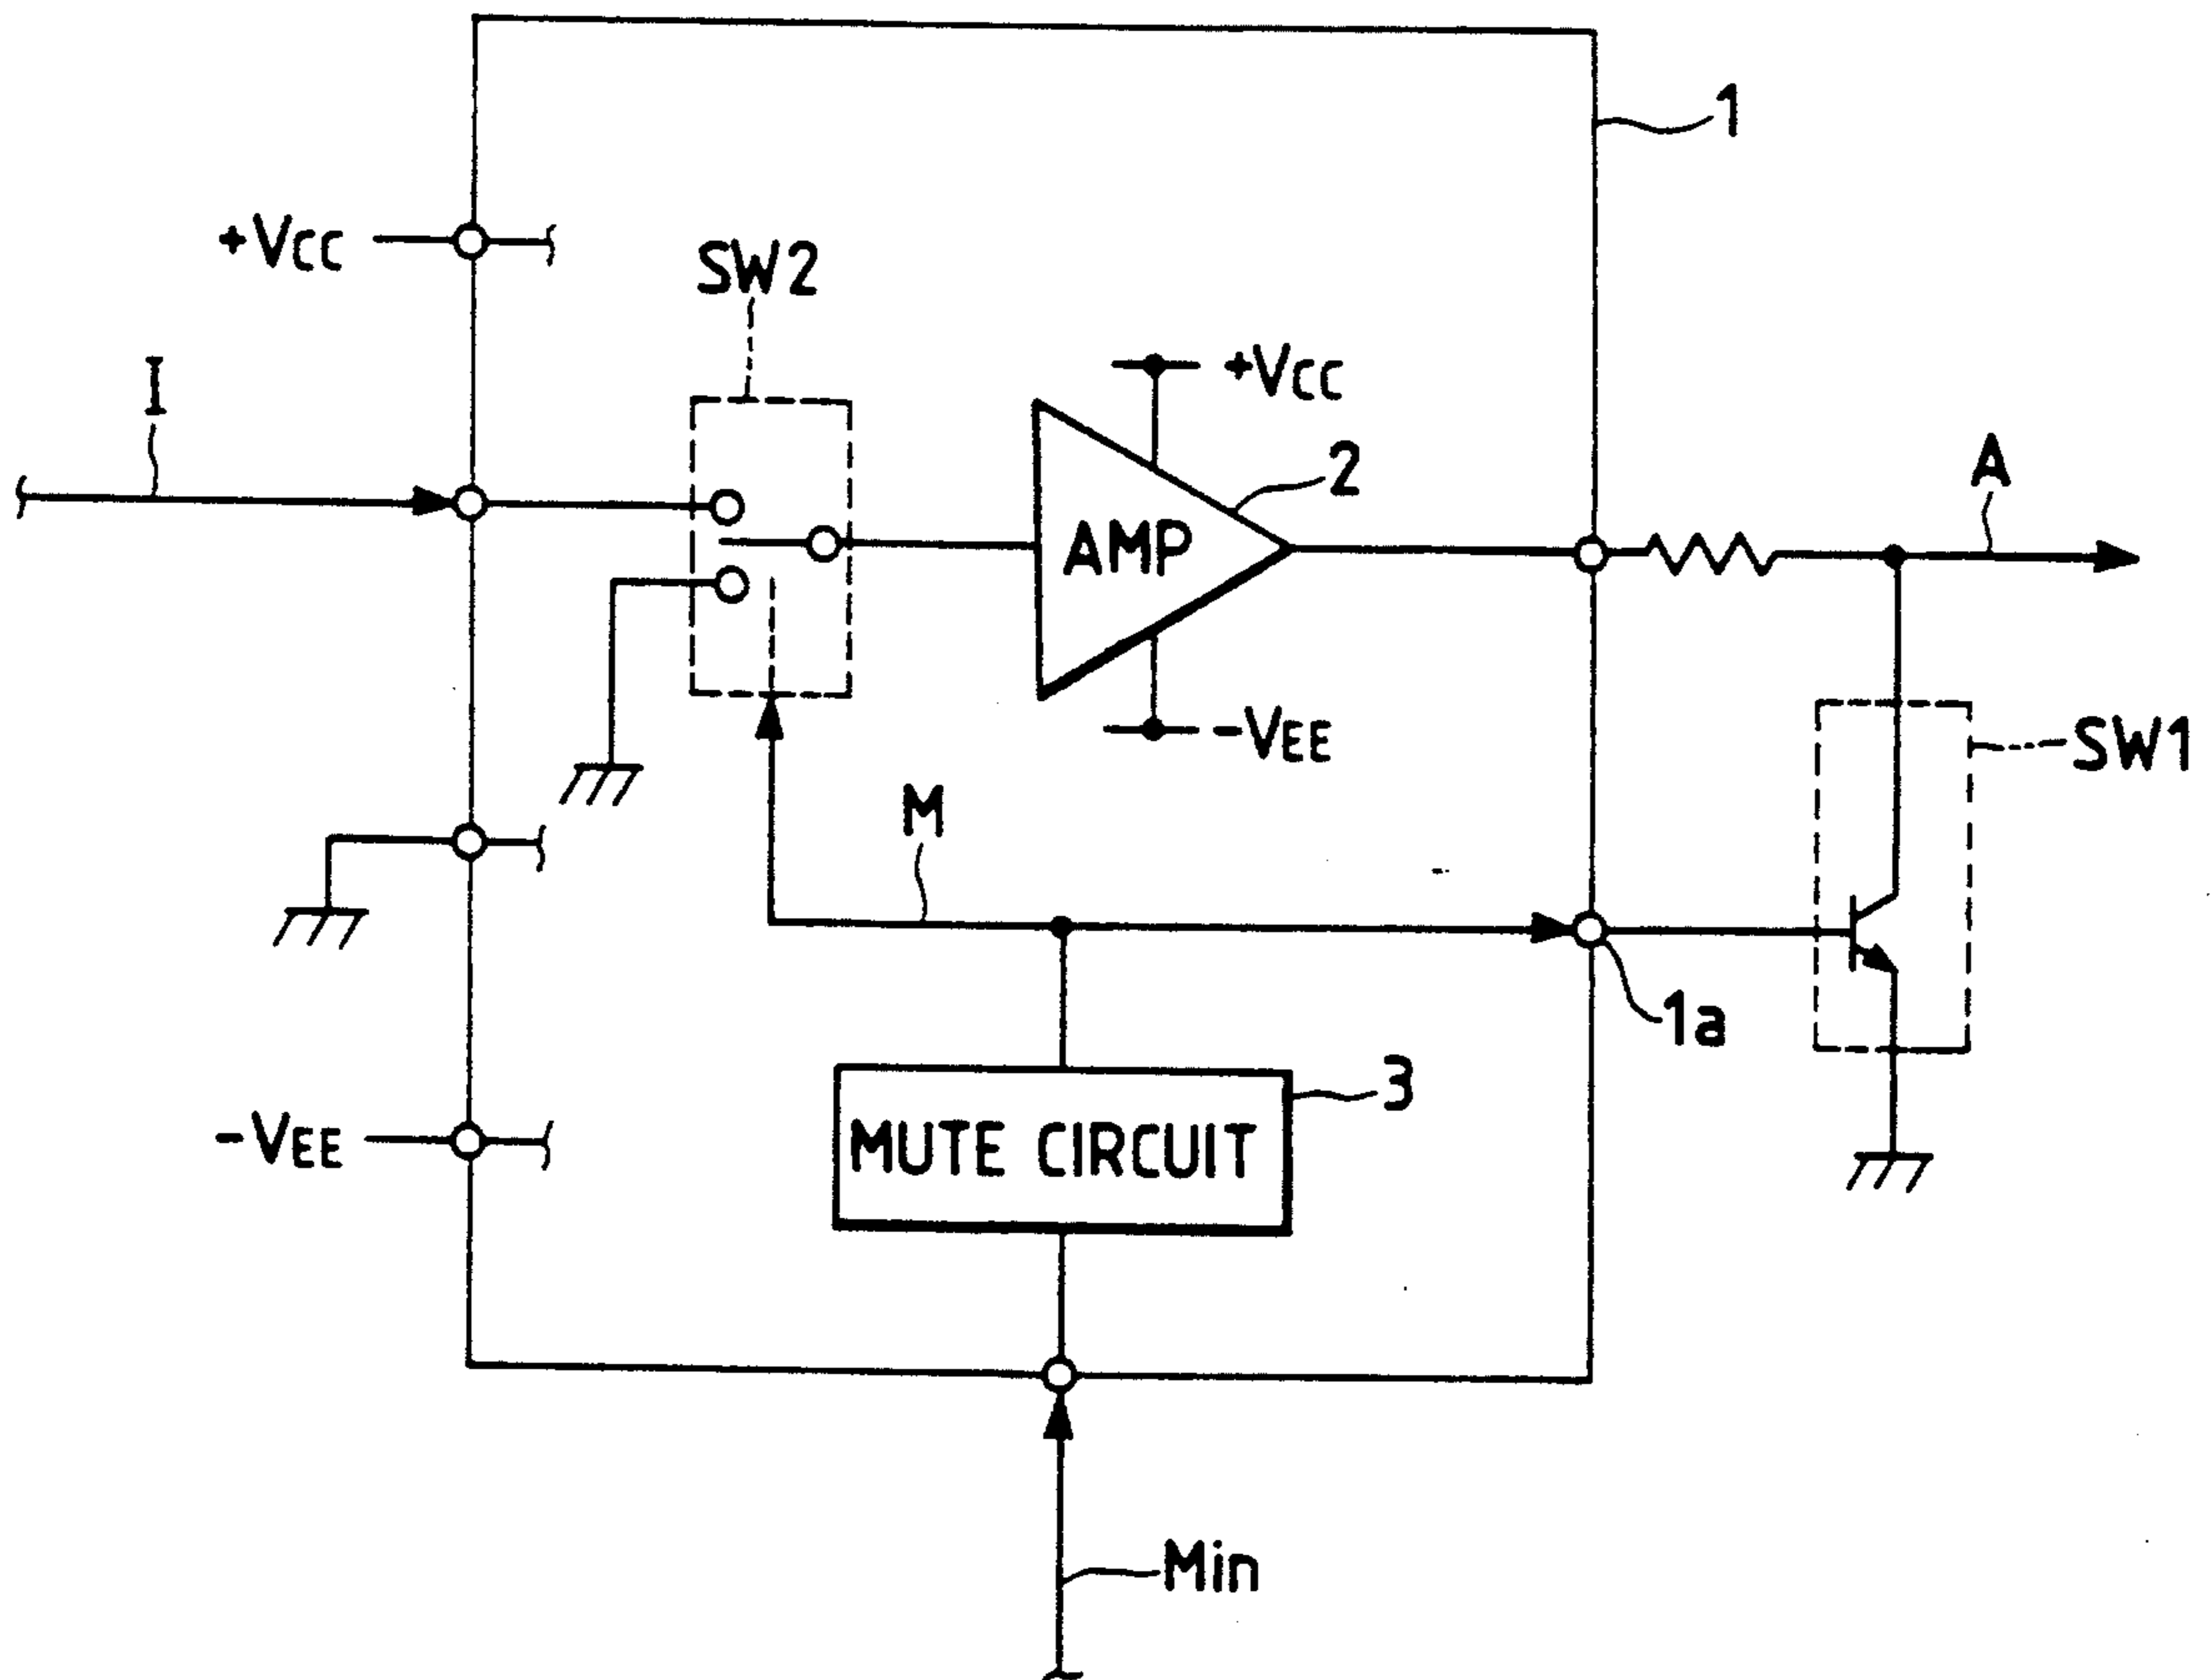 1
+VCC
SW2
I
+VCC
2
A
AMP
-VEE
SW1
M
1a
3
-VEE
MUTE CIRCUIT
Min